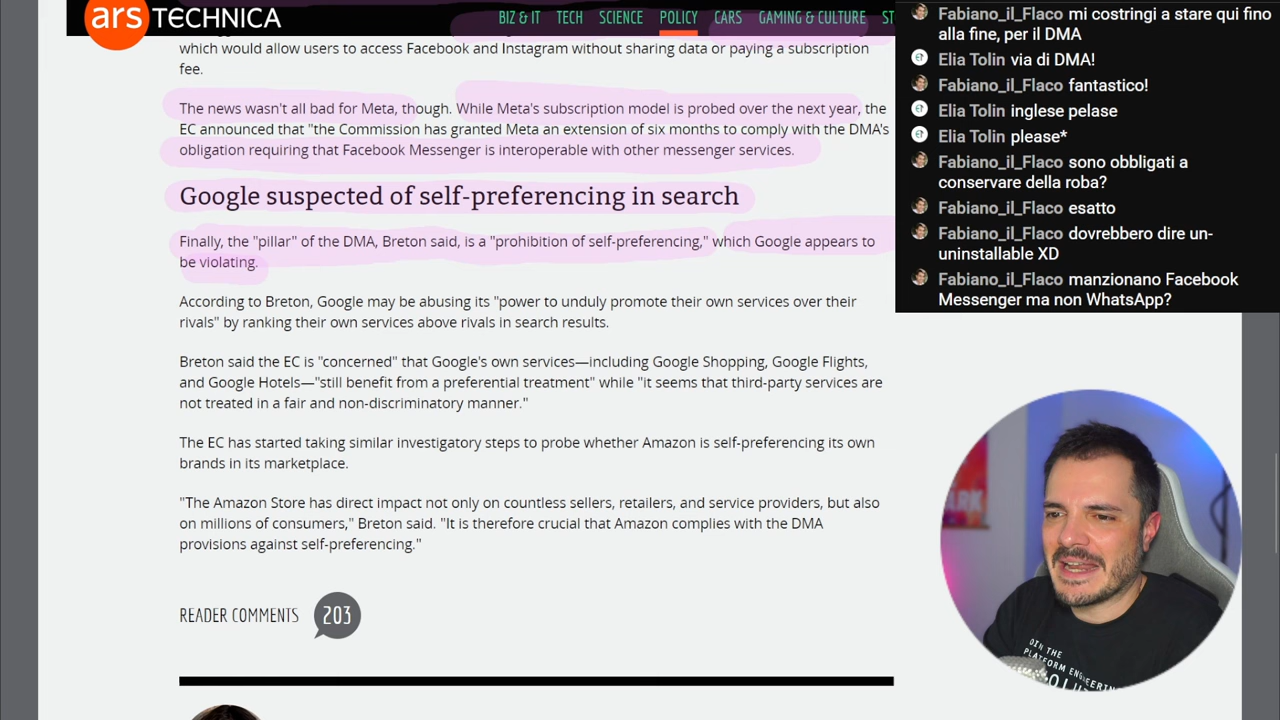 ars TECHNICA
BIZ & IT TECH SCIENCE POLICY CARS GAMING & CULTURE ST
which would allow users to access Facebook and Instagram without sharing data or paying a subscription
fee.
The news wasn't all bad for Meta, though. While Meta's subscription model is probed over the next year, the
EC announced that "the Commission has granted Meta an extension of six months to comply with the DMA's
obligation requiring that Facebook Messenger is interoperable with other messenger services.
Google suspected of self-preferencing in search
Finally, the "pillar" of the DMA, Breton said, is a "prohibition of self-preferencing," which Google appears to
be violating.
According to Breton, Google may be abusing its "power to unduly promote their own services over their
rivals" by ranking their own services above rivals in search results.
Breton said the EC is "concerned" that Google's own services—including Google Shopping, Google Flights,
and Google Hotels—"still benefit from a preferential treatment" while "it seems that third-party services are
not treated in a fair and non-discriminatory manner."
The EC has started taking similar investigatory steps to probe whether Amazon is self-preferencing its own
brands in its marketplace.
"The Amazon Store has direct impact not only on countless sellers, retailers, and service providers, but also
on millions of consumers," Breton said. "It is therefore crucial that Amazon complies with the DMA
provisions against self-preferencing."
READER COMMENTS 203
Fabiano_il_Flaco mi costringi a stare qui fino
alla fine, per il DMA
Elia Tolin via di DMA!
Fabiano_il_Flaco fantastico!
Elia Tolin inglese pelase
Elia Tolin please*
Fabiano_il_Flaco sono obbligati a
conservare della roba?
Fabiano_il_Flaco esatto
Fabiano_il_Flaco dovrebbero dire un-
uninstallable XD
Fabiano_il_Flaco manzionano Facebook
Messenger ma non WhatsApp?
JOIN THE
PLATFORM ENGINEERING